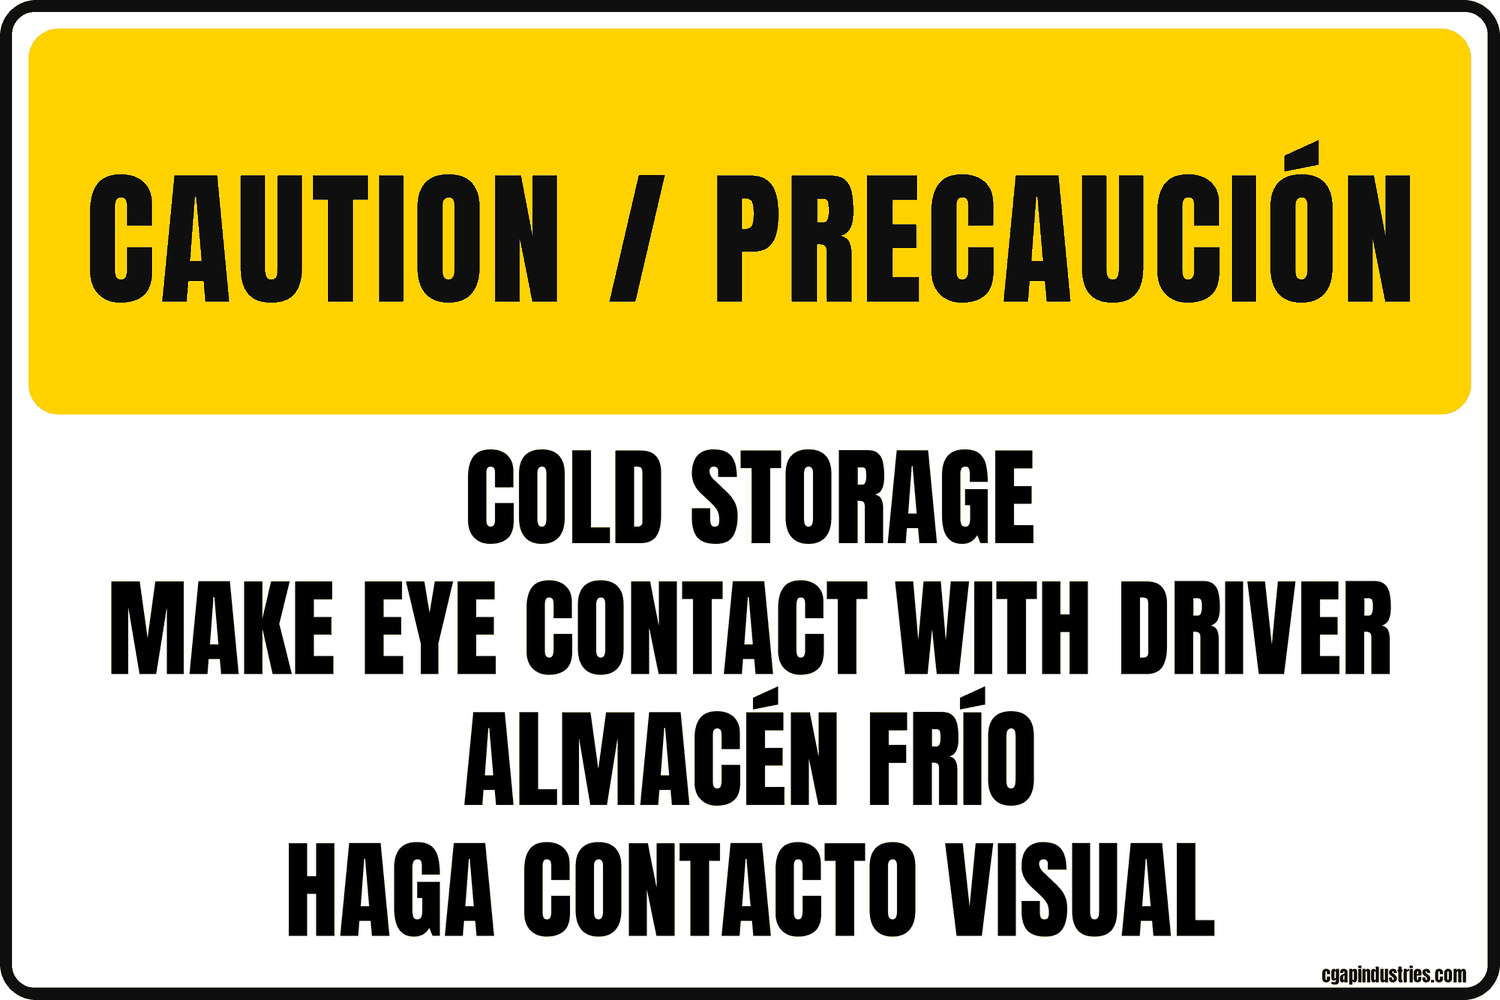 CAUTION / PRECAUCIÓN
COLD STORAGE
MAKE EYE CONTACT WITH DRIVER
ALMACÉN FRÍO
HAGA CONTACTO VISUAL
cgapindustries.com